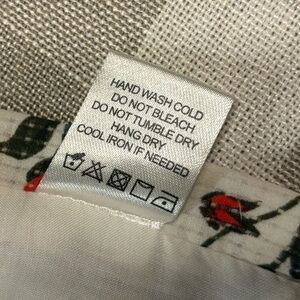 HAND WASH COLD
DO NOT BLEACH
DO NOT TUMBLE DRY
HANG DRY
COOL IRON IF NEEDED